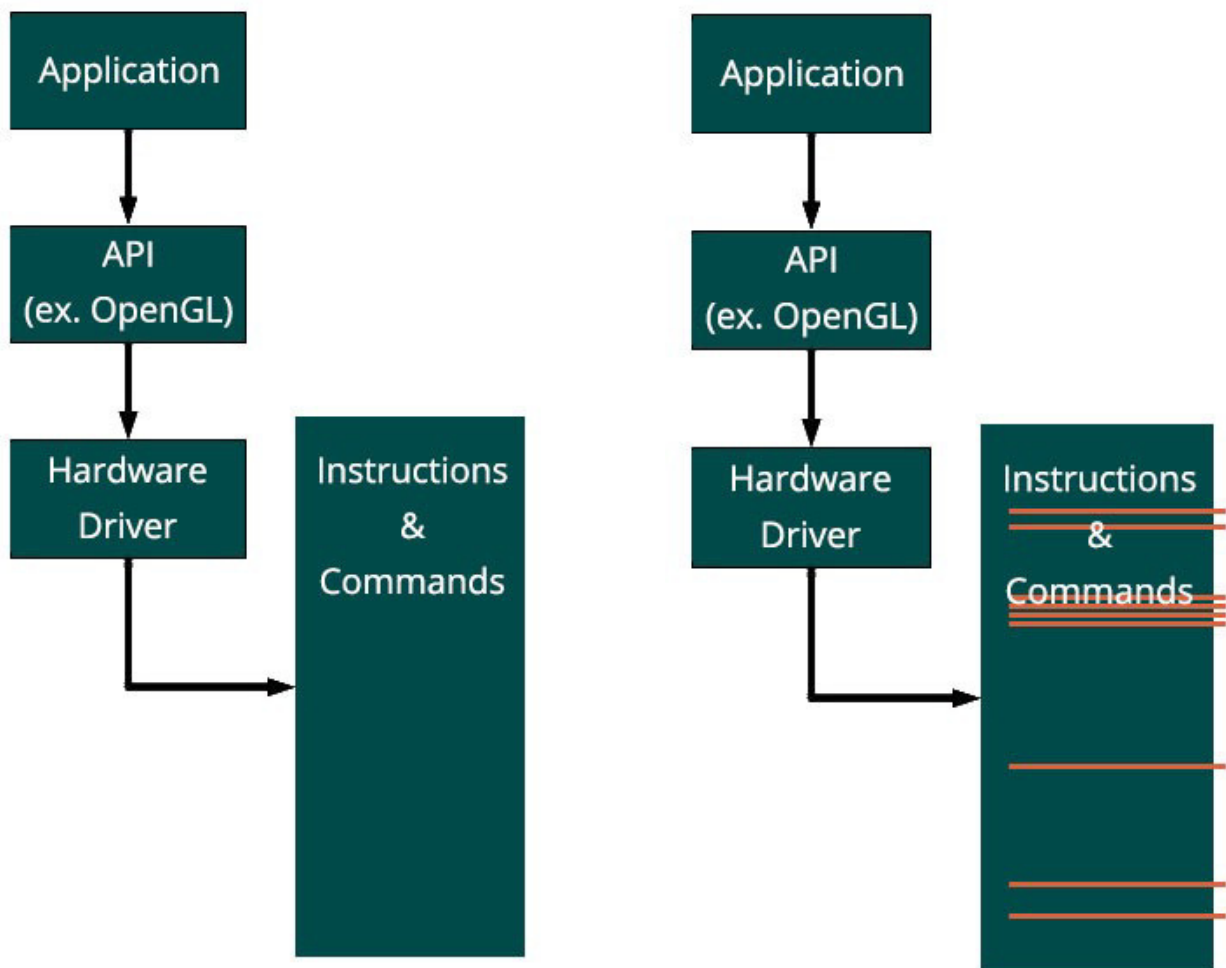 Application
API
(ex. OpenGL)
Hardware
Driver
Instructions
&
Commands
Application
API
(ex. OpenGL)
Hardware
Driver
Instructions
&
Commands